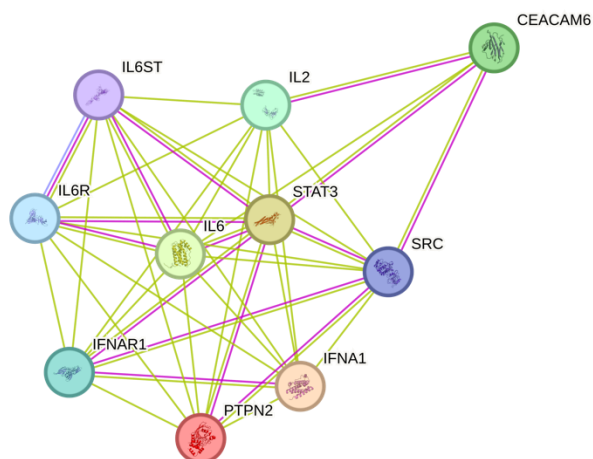 CEACAM6
IL6ST
IL2
IL6R
STAT3
IL6
SRC
IFNAR1
IFNA1
PTPN2